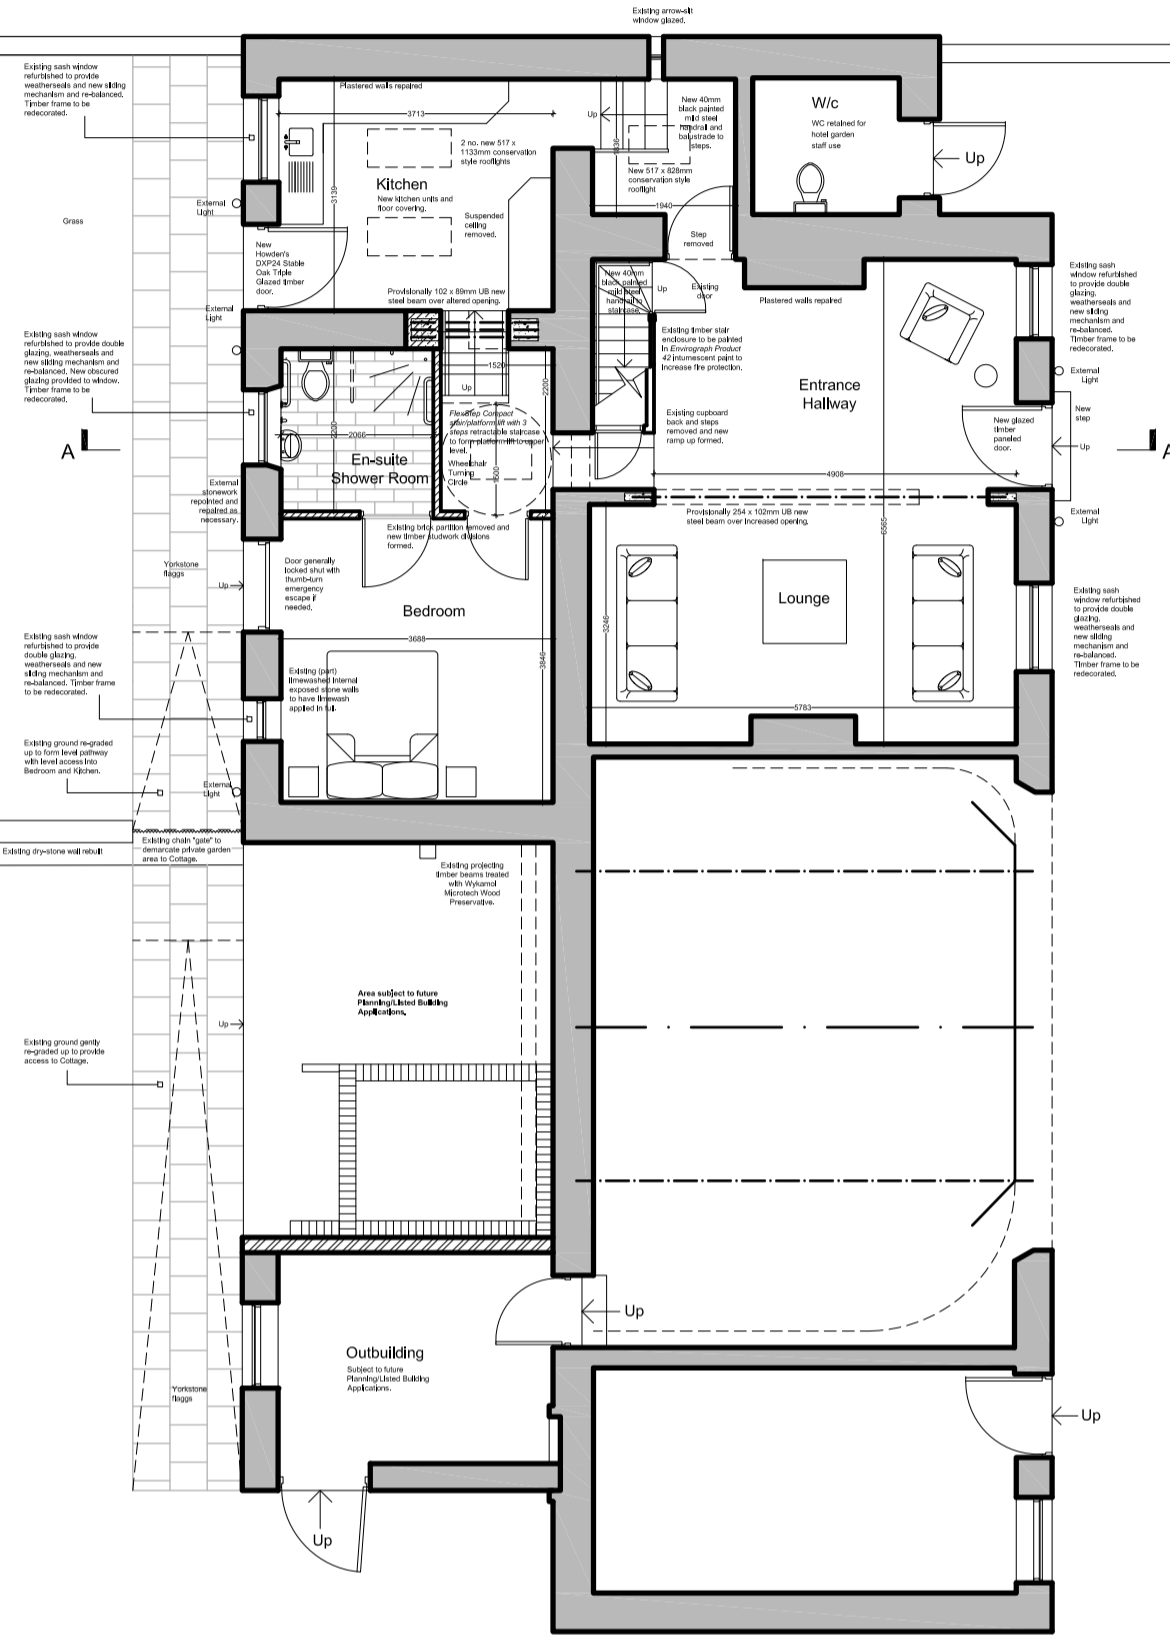 Existing arrow-slit
window glazed.
Existing sash window
refurbished to provide
weatherseals and new sliding
mechanism and re-balanced.
Timber frame to be
redecorated.
Plastered walls repaired
3713
Up
New 40mm
black painted
mild steel
handrail and
balustrade to
steps.
W/c
WC retained for
hotel garden
staff use
Up
2 no. new 517 x
1133mm conservation
style rooflights
1836
New 517 x 828mm
conservation style
rooflight
Kitchen
New kitchen units and
floor covering.
3139
External
Light
Grass
Suspended
ceiling
removed.
1940
New
Howden's
DXP24 Stable
Oak Triple
Glazed timber
door.
Step
removed
External
Light
Provisionally 102 x 89mm UB new
steel beam over altered opening.
New 40mm
black painted
mild steel
handrail to
staircase.
Up
Existing
door
Plastered walls repaired
Existing sash
window refurbished
to provide double
glazing,
weatherseals and
new sliding
mechanism and
re-balanced.
Timber frame to be
redecorated.
Existing sash window
refurbished to provide double
glazing, weatherseals and
new sliding mechanism and
re-balanced. New obscured
glazing provided to window.
Timber frame to be
redecorated.
Existing timber stair
enclosure to be painted
in Envirograph Product
42 intumescent paint to
increase fire protection.
1520
2200
Up
Entrance
Hallway
External
Light
FlexStep Compact
stair/platform lift with 3
steps retractable staircase
to form platform lift to upper
level.
Existing cupboard
back and steps
removed and new
ramp up formed.
New glazed
timber
paneled
door.
New
step
Up
A
A
2200
2066
En-suite
Shower Room
Wheelchair
Turning
Circle
1500
4908
External
stonework
repointed and
repaired as
necessary.
Provisionally 254 x 102mm UB new
steel beam over increased opening.
6565
External
Light
Existing brick partition removed and
new timber studwork divisions
formed.
Yorkstone
flaggs
Up
Door generally
locked shut with
thumb-turn
emergency
escape if
needed.
Bedroom
3688
3846
3246
Lounge
Existing sash
window refurbished
to provide double
glazing,
weatherseals and
new sliding
mechanism and
re-balanced.
Timber frame to be
redecorated.
Existing sash window
refurbished to provide
double glazing,
weatherseals and new
sliding mechanism and
re-balanced. Timber frame
to be redecorated.
Existing (part)
limewashed internal
exposed stone walls
to have limewash
applied in full.
5783
Existing ground re-graded
up to form level pathway
with level access into
Bedroom and Kitchen.
External
Light
Existing dry-stone wall rebuilt
Existing chain "gate" to
demarcate private garden
area to Cottage.
Existing projecting
timber beams treated
with Wykamol
Microtech Wood
Preservative.
Area subject to future
Planning/Listed Building
Applications.
Up
Existing ground gently
re-graded up to provide
access to Cottage.
Up
Outbuilding
Subject to future
Planning/Listed Building
Applications.
Yorkstone
flaggs
Up
Up